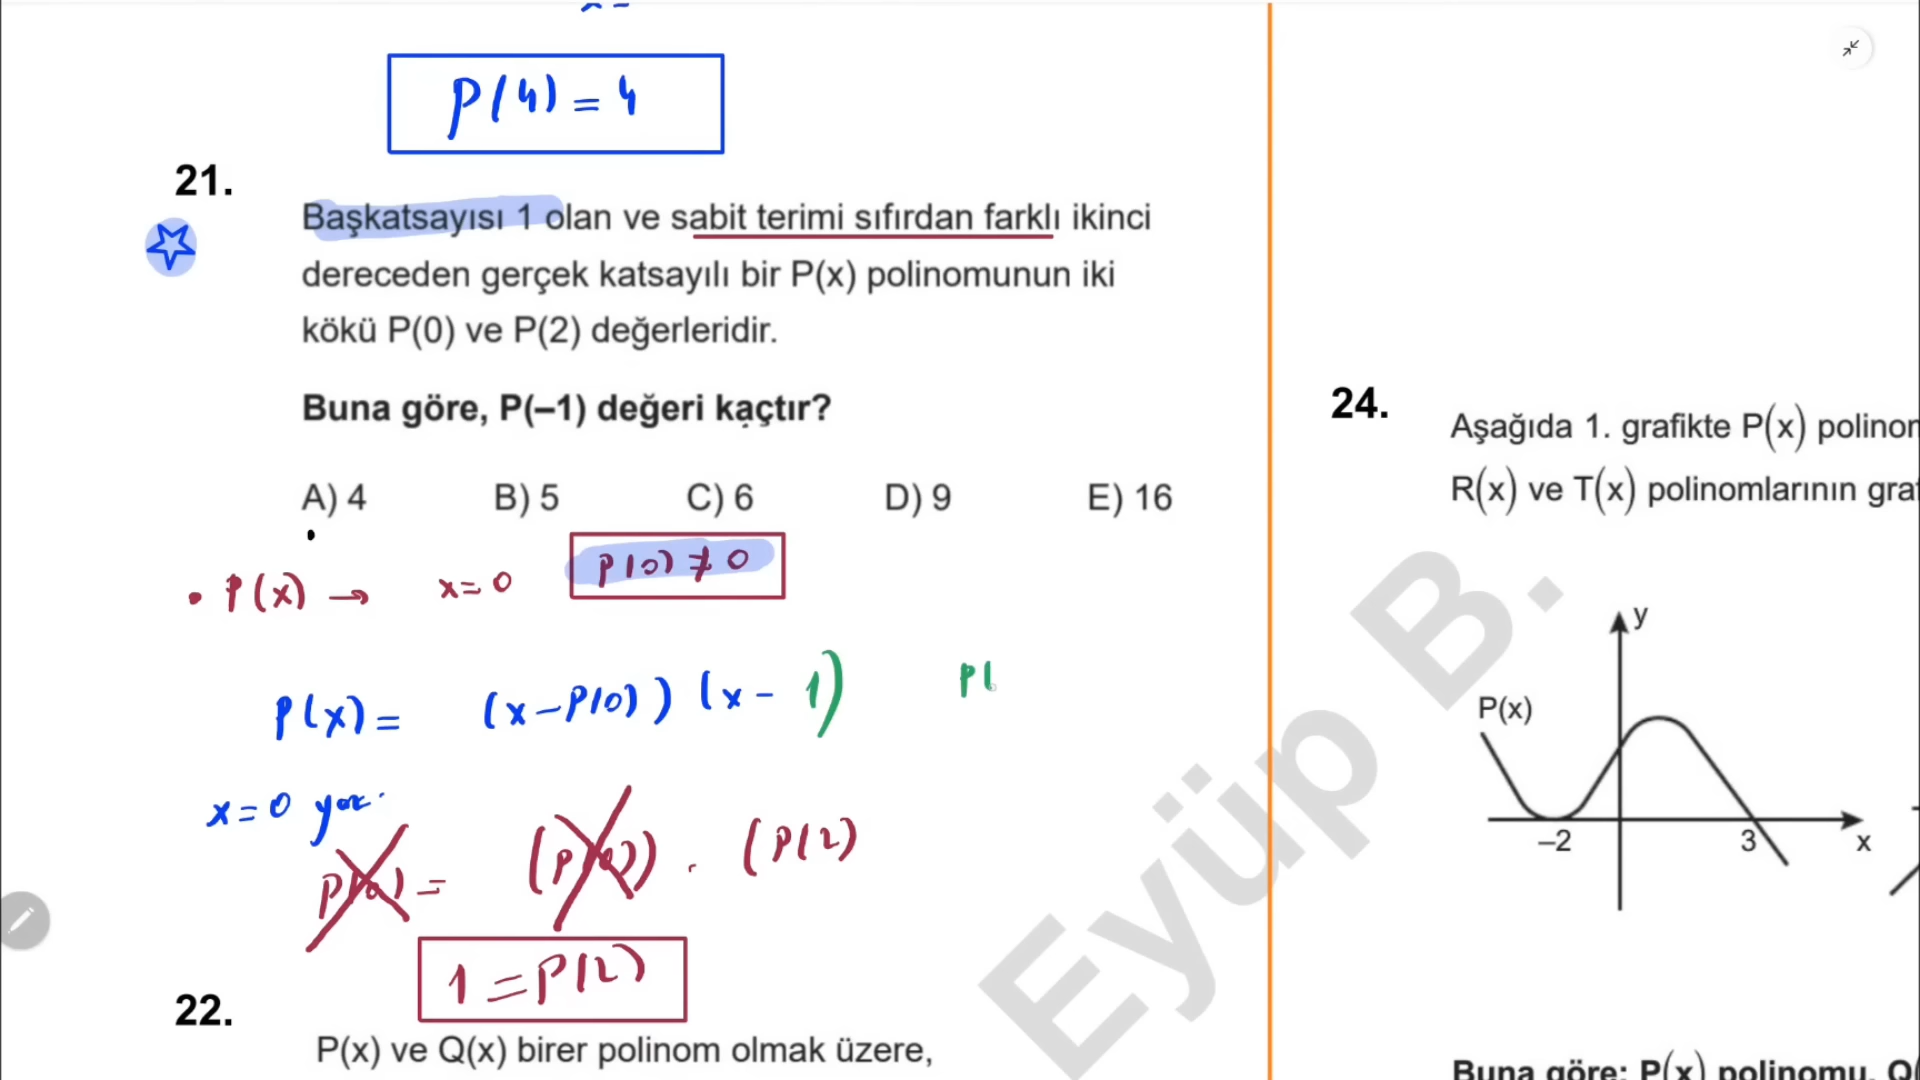 P(4) = 4
21.
Başkatsayısı 1 olan ve sabit terimi sıfırdan farklı ikinci
dereceden gerçek katsayılı bir P(x) polinomunun iki
kökü P(0) ve P(2) değerleridir.
Buna göre, P(–1) değeri kaçtır?
A) 4 B) 5 C) 6 D) 9 E) 16
• P(x) → x=0 P(0) ≠ 0
P(x) = (x-P(0)) (x-1) P(
x=0 yok.
P(0) = (P(0)) . (P(2)
1 = P(2)
22.
P(x) ve Q(x) birer polinom olmak üzere,
24.
Aşağıda 1. grafikte P(x)
R(x) ve T(x) polinomlarının
y
P(x)
–2
3
x
Buna göre; P(x) polinomu,
Eyüp B.